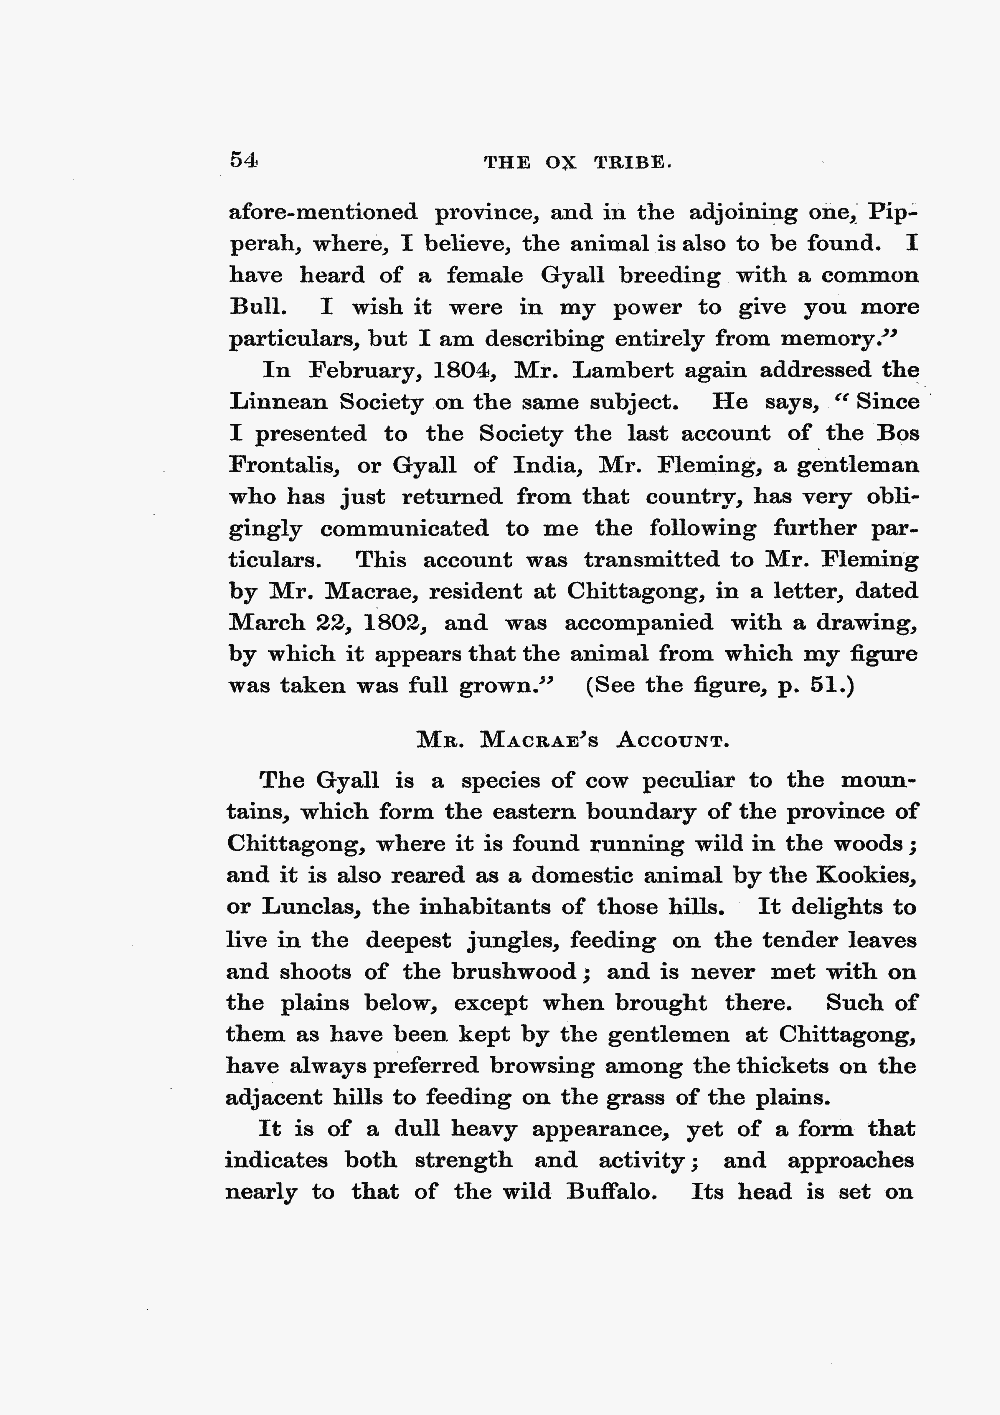 54 THE OX TRIBE.
afore-mentioned province, and in the adjoining one, Pip-
perah, where, I believe, the animal is also to be found. I
have heard of a female Gyall breeding with a common
Bull. I wish it were in my power to give you more
particulars, but I am describing entirely from memory.”
In February, 1804, Mr. Lambert again addressed the
Linnean Society on the same subject. He says, “ Since
I presented to the Society the last account of the Bos
Frontalis, or Gyall of India, Mr. Fleming, a gentleman
who has just returned from that country, has very obli-
gingly communicated to me the following further par-
ticulars. This account was transmitted to Mr. Fleming
by Mr. Macrae, resident at Chittagong, in a letter, dated
March 22, 1802, and was accompanied with a drawing,
by which it appears that the animal from which my figure
was taken was full grown.” (See the figure, p. 51.)
Mr. Macrae’s Account.
The Gyall is a species of cow peculiar to the moun-
tains, which form the eastern boundary of the province of
Chittagong, where it is found running wild in the woods ;
and it is also reared as a domestic animal by the Kookies,
or Lunclas, the inhabitants of those hills. It delights to
live in the deepest jungles, feeding on the tender leaves
and shoots of the brushwood ; and is never met with on
the plains below, except when brought there. Such of
them as have been kept by the gentlemen at Chittagong,
have always preferred browsing among the thickets on the
adjacent hills to feeding on the grass of the plains.
It is of a dull heavy appearance, yet of a form that
indicates both strength and activity ; and approaches
nearly to that of the wild Buffalo. Its head is set on